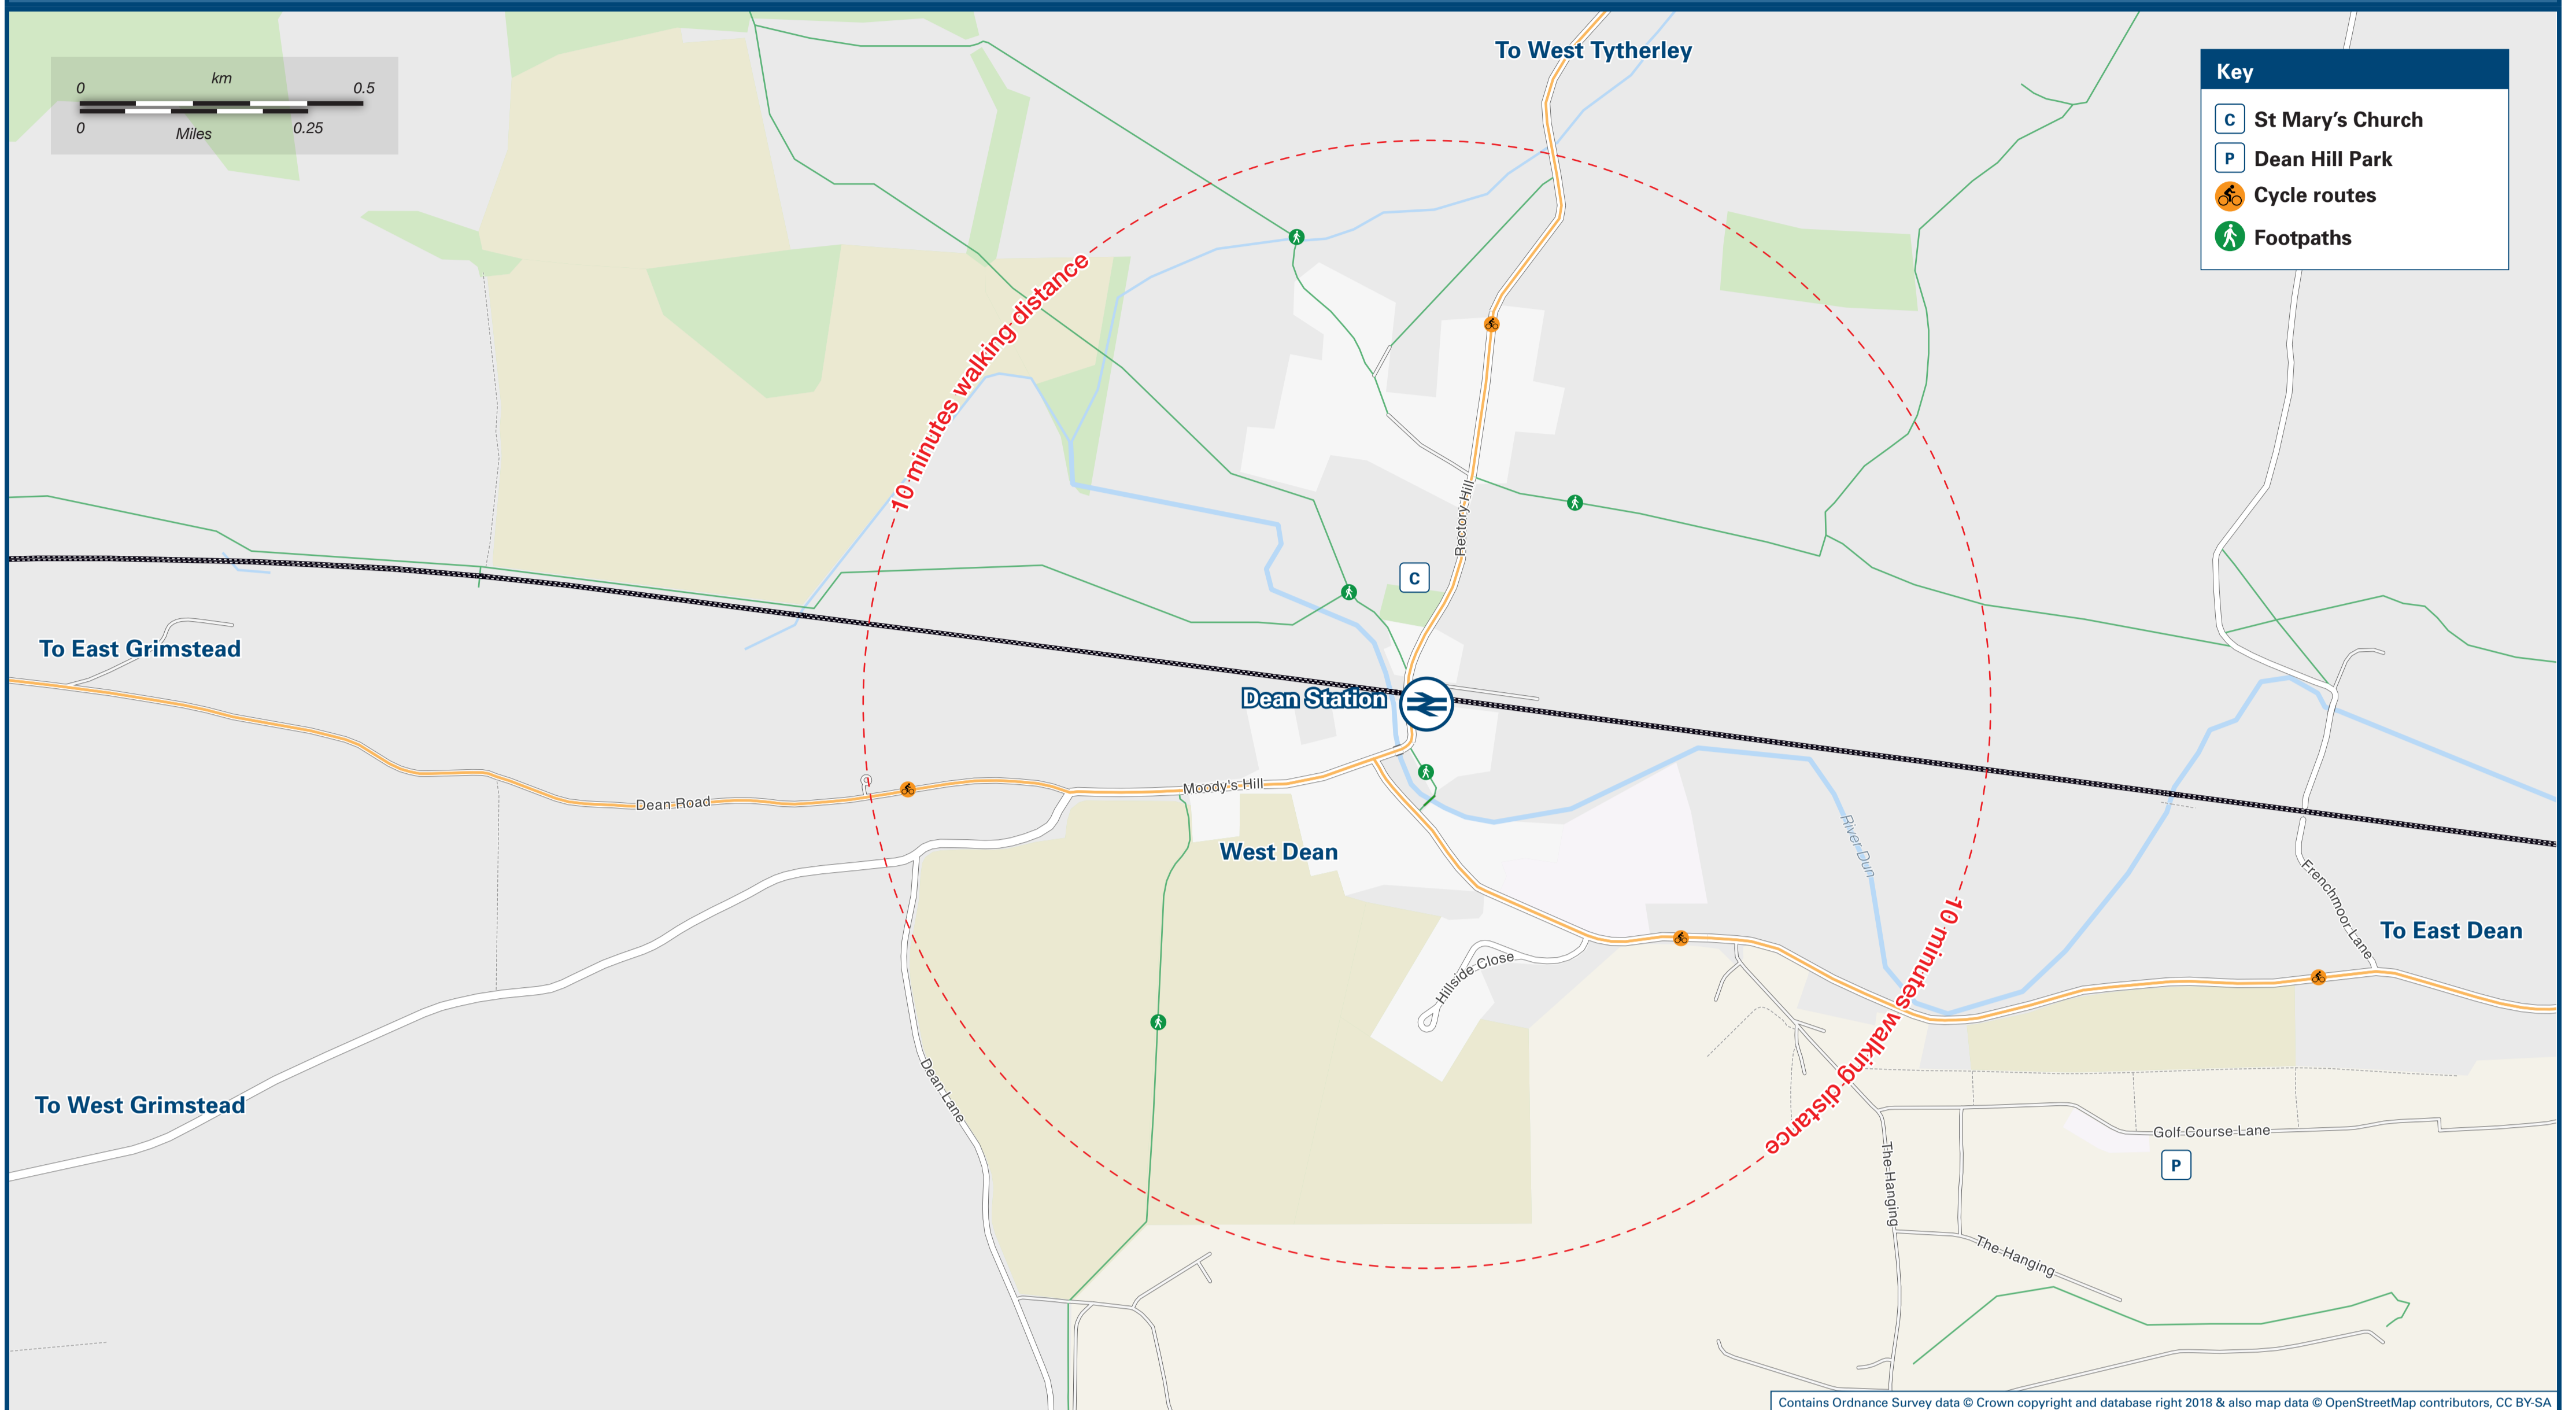 To West Tytherley
km
0
0.5
0
0.25
Miles
Key
C
St Mary's Church
P
Dean Hill Park
Cycle routes
Footpaths
10 minutes walking distance
Rectory Hill
C
To East Grimstead
Dean Station
Dean Road
Moody's Hill
West Dean
River Dun
Frenchmoor Lane
To East Dean
10 minutes walking distance
Hillside Close
Dean Lane
To West Grimstead
Golf Course Lane
P
The Hanging
The Hanging
Contains Ordnance Survey data © Crown copyright and database right 2018 & also map data © OpenStreetMap contributors, CC BY-SA